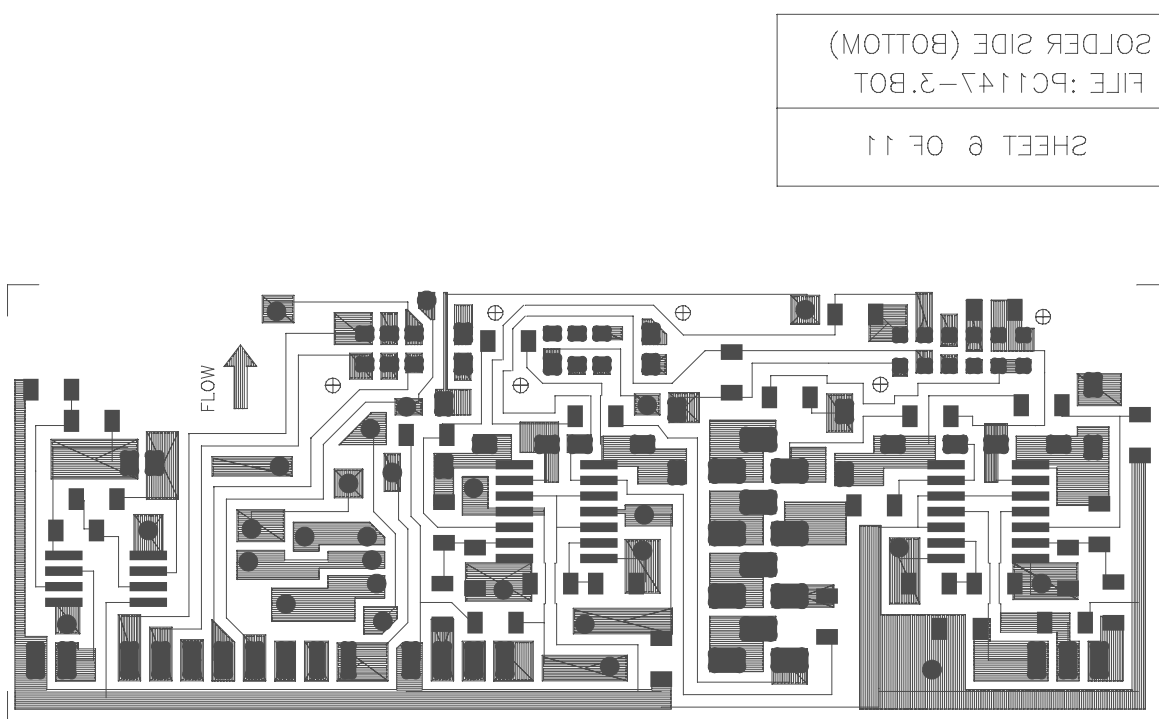 SOLDER SIDE (BOTTOM)
FILE: PC1147-3.BOT
SHEET 6 OF 11
FLOW